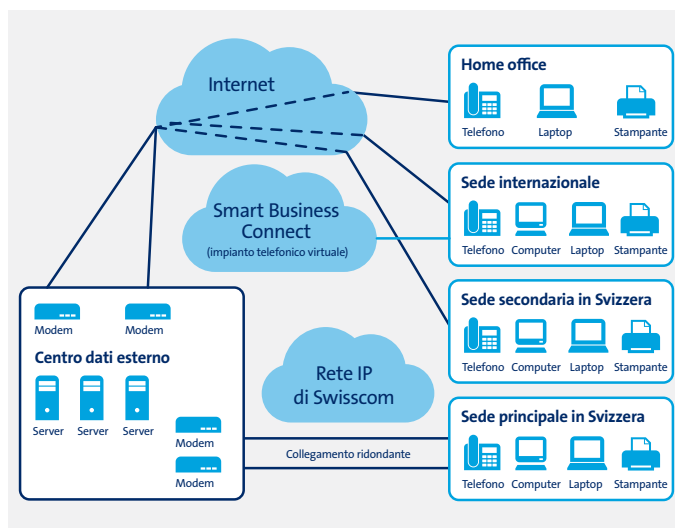 Internet
Home office
Telefono Laptop Stampante
Smart Business
Connect
(impianto telefonico virtuale)
Sede internazionale
Telefono Computer Laptop Stampante
Modem Modem
Centro dati esterno
Server Server Server
Modem
Modem
Sede secondaria in Svizzera
Telefono Computer Laptop Stampante
Rete IP
di Swisscom
Sede principale in Svizzera
Collegamento ridondante
Telefono Computer Laptop Stampante